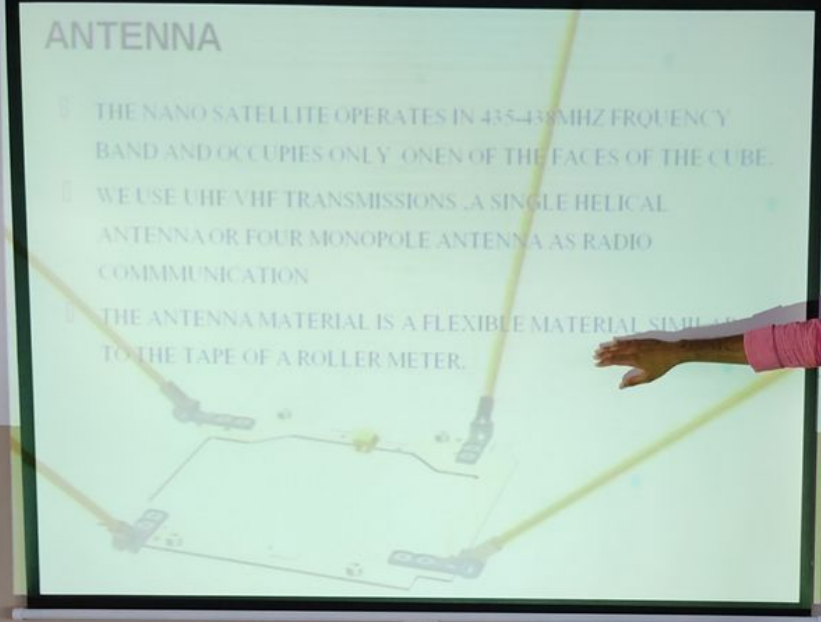 ANTENNA
THE NANO SATELLITE OPERATES IN 435-438MHZ FRQUENCY
BAND AND OCCUPIES ONLY ONEN OF THE FACES OF THE CUBE.
WE USE UHF/VHF TRANSMISSIONS .A SINGLE HELICAL
ANTENNA OR FOUR MONOPOLE ANTENNA AS RADIO
COMMMUNICATION
THE ANTENNA MATERIAL IS A FLEXIBLE MATERIAL SIMILAR
TO THE TAPE OF A ROLLER METER.